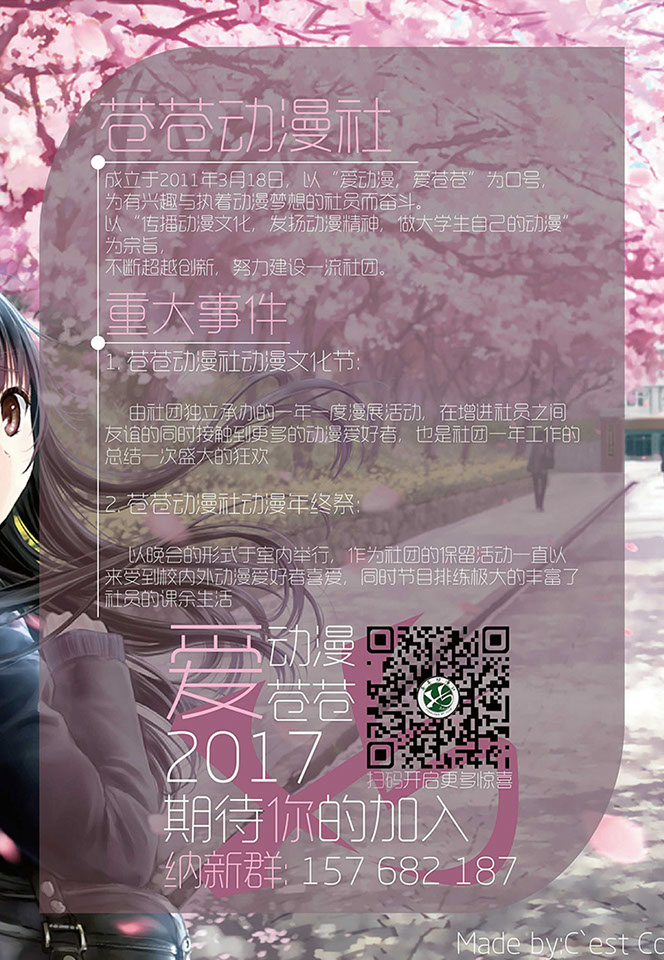 苍苍动漫社
成立于2011年3月18日，以“爱动漫，爱苍苍”为口号，
为有兴趣与执着动漫梦想的社员而奋斗。
以“传播动漫文化，发扬动漫精神，做大学生自己的动漫”
为宗旨，
不断超越创新，努力建设一流社团。
重大事件
1. 苍苍动漫社动漫文化节：
由社团独立承办的一年一度漫展活动，在增进社员之间
友谊的同时接触到更多的动漫爱好者，也是社团一年工作的
总结一次盛大的狂欢
2. 苍苍动漫社动漫年终祭：
以晚会的形式于室内举行，作为社团的保留活动一直以
来受到校内外动漫爱好者喜爱，同时节目排练极大的丰富了
社员的课余生活
爱动漫
苍苍
2017
扫码开启更多惊喜
期待你的加入
纳新群：157 682 187
Made by:C`est Co